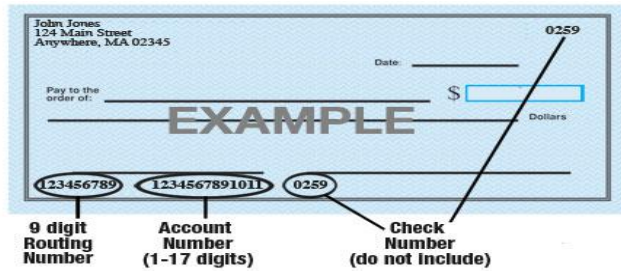 John Jones
124 Main Street
Anywhere, MA 02345
0259
Date:
Pay to the
order of:
$
EXAMPLE
Dollars
123456789 1234567891011 0259
9 digit
Routing
Number
Account
Number
(1-17 digits)
Check
Number
(do not include)